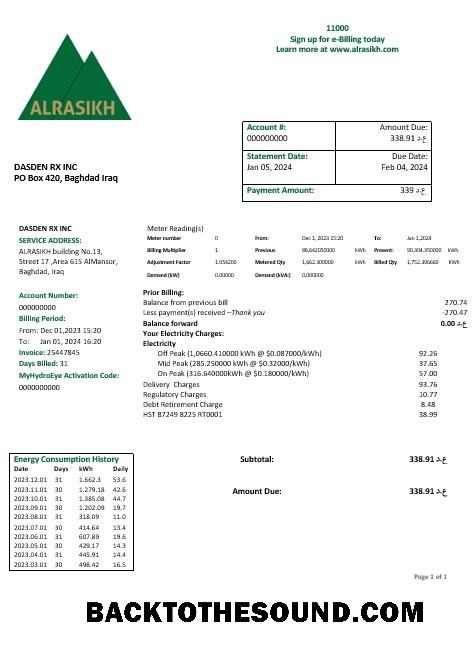 11000
Sign up for e-Billing today
Learn more at www.alrasikh.com
ALRASIKH
Account #: Amount Due:
000000000 338.91 ع.د
Statement Date: Due Date:
Jan 05, 2024 Feb 04, 2024
Payment Amount: 339 ع.د
DASDEN RX INC
PO Box 420, Baghdad Iraq
DASDEN RX INC
SERVICE ADDRESS:
ALRASIKH building No.13,
Street 17 ,Area 615 AlMansor,
Baghdad, Iraq
Account Number:
000000000
Billing Period:
From: Dec 01,2023 15:20
To: Jan 01, 2024 16:20
Invoice: 25447845
Days Billed: 31
MyHydroEye Activation Code:
0000000000
Meter Reading(s)
Meter number 0 From: Dec 1, 2023 15:20 To: Jan 1,2024
Billing Multiplier 1 Previous 88,642050000 kWh Present: 90,304.350000 kWh
Adjustment Factor 1.054200 Metered Qty 1,662.300000 kWh Billed Qty 1,752.396660 kWh
Demand (kW) 0,00000 Demand (kVA:) 0,000000
Prior Billing:
Balance from previous bill 270.74
Less payment(s) received –Thank you -270.47
Balance forward 0.00 ع.د
Your Electricity Charges:
Electricity
Off Peak (1,0660.410000 kWh @ $0.087000/kWh) 92.26
Mid Peak (285.250000 kWh @ $0.32000/kWh) 37.65
On Peak (316.640000kWh @ $0.180000/kWh) 57.00
Delivery Charges 93.76
Regulatory Charges 10.77
Debt Retirement Charge 8.48
HST 87249 8225 RT0001 38.99
Energy Consumption History
Date Days kWh Daily
2023.12.01 31 1.662.3 53.6
2023.11.01 30 1.279.18 42.6
2023.10.01 31 1.385.08 44.7
2023.09.01 30 1.202.09 19.7
2023.08.01 31 318.09 11.0
2023.07.01 30 414.64 13.4
2023.06.01 31 607.89 19.6
2023.05.01 30 429.17 14.3
2023.04.01 31 445.91 14.4
2023.03.01 30 498.42 16.5
Subtotal: 338.91 ع.د
Amount Due: 338.91 ع.د
Page 1 of 1
BACKTOTHESOUND.COM